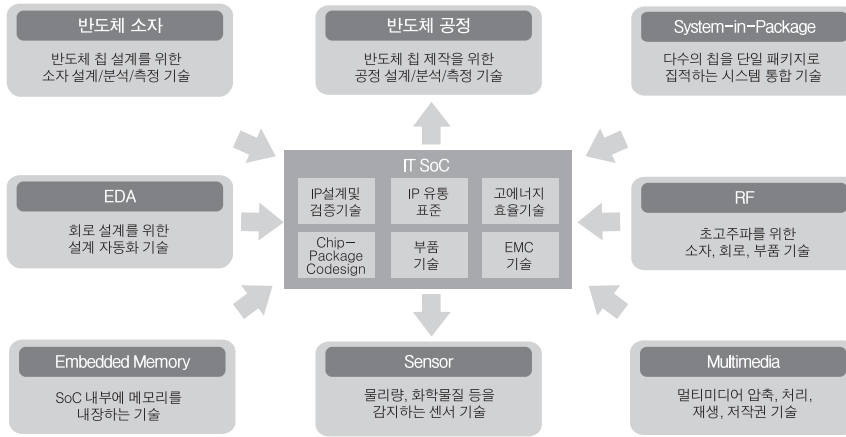 반도체 소자
반도체 칩 설계를 위한
소자 설계/분석/측정 기술
반도체 공정
반도체 칩 제작을 위한
공정 설계/분석/측정 기술
System-in-Package
다수의 칩을 단일 패키지로
집적하는 시스템 통합 기술
EDA
회로 설계를 위한
설계 자동화 기술
IT SoC
IP설계및
검증기술
IP 유통
표준
고에너지
효율기술
Chip-
Package
Codesign
부품
기술
EMC
기술
RF
초고주파를 위한
소자, 회로, 부품 기술
Embedded Memory
SoC 내부에 메모리를
내장하는 기술
Sensor
물리량, 화학물질 등을
감지하는 센서 기술
Multimedia
멀티미디어 압축, 처리,
재생, 저작권 기술